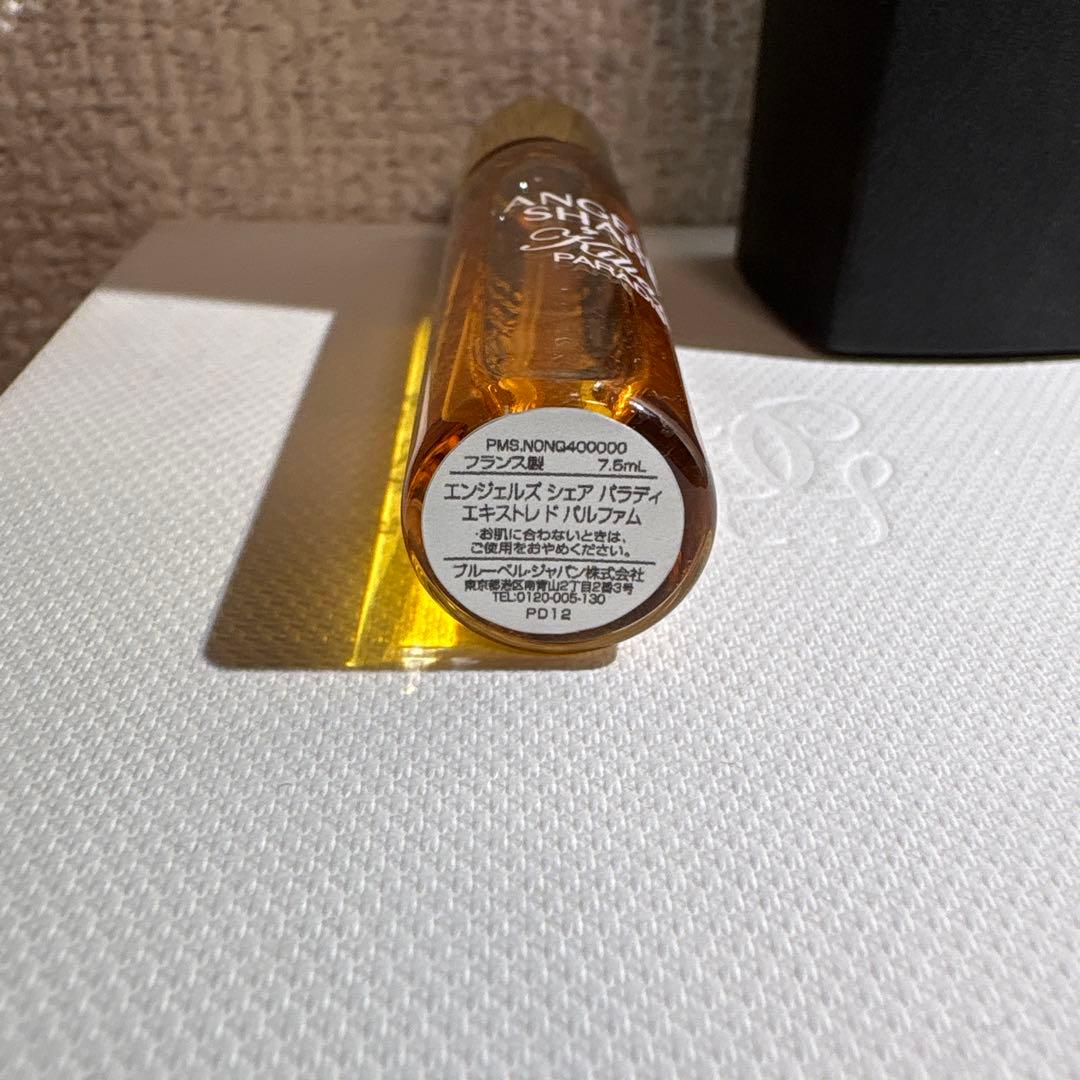 PMS.N0NQ400000
フランス製 7.5mL
エンジェルズ シェア パラディ
エキストレ ド パルファム
・お肌に合わないときは、
ご使用をおやめください。
ブルーベル・ジャパン株式会社
東京都港区南青山2丁目2番3号
TEL:0120-005-130
PD12